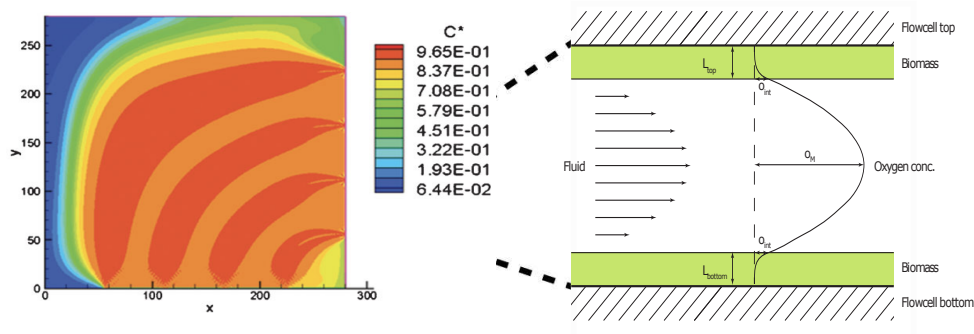 C*
9.65E-01
8.37E-01
7.08E-01
5.79E-01
4.51E-01
3.22E-01
1.93E-01
6.44E-02
250
200
150
100
50
0
y
0
100
200
300
x
Flowcell top
L_top
Biomass
O_int
Fluid
O_M
Oxygen conc.
O_int
L_bottom
Biomass
Flowcell bottom